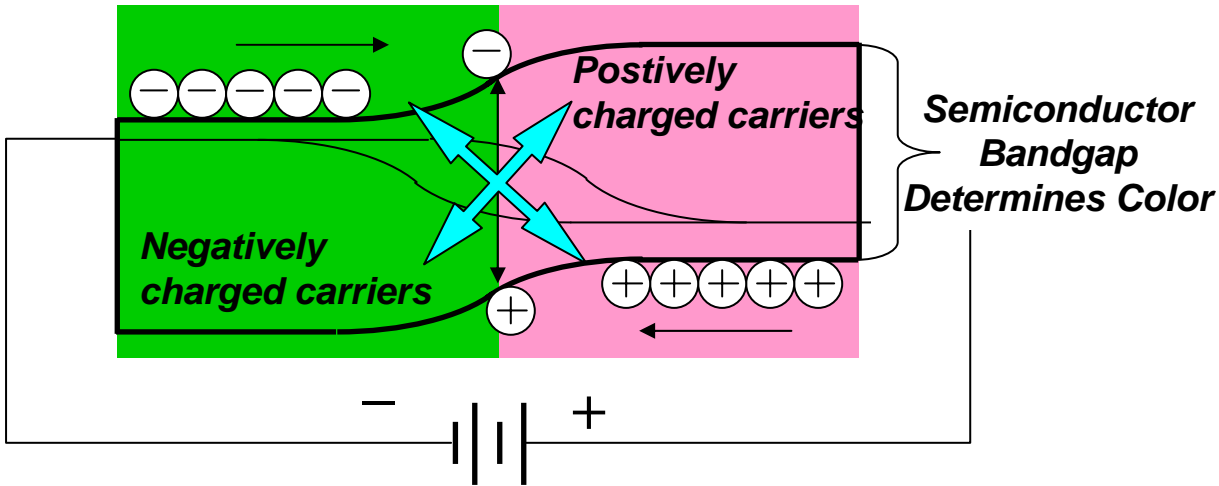 Postively
charged carriers
Semiconductor
Bandgap
Determines Color
Negatively
charged carriers
− − − − −
−
+
+ + + + +
− +